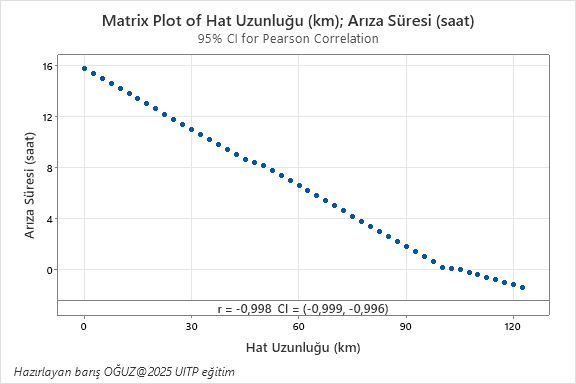 Matrix Plot of Hat Uzunluğu (km); Arıza Süresi (saat)
95% CI for Pearson Correlation
16
12
8
4
0
Arıza Süresi (saat)
r = -0,998 CI = (-0,999, -0,996)
0 30 60 90 120
Hat Uzunluğu (km)
Hazırlayan barış OĞUZ@2025 UITP eğitim